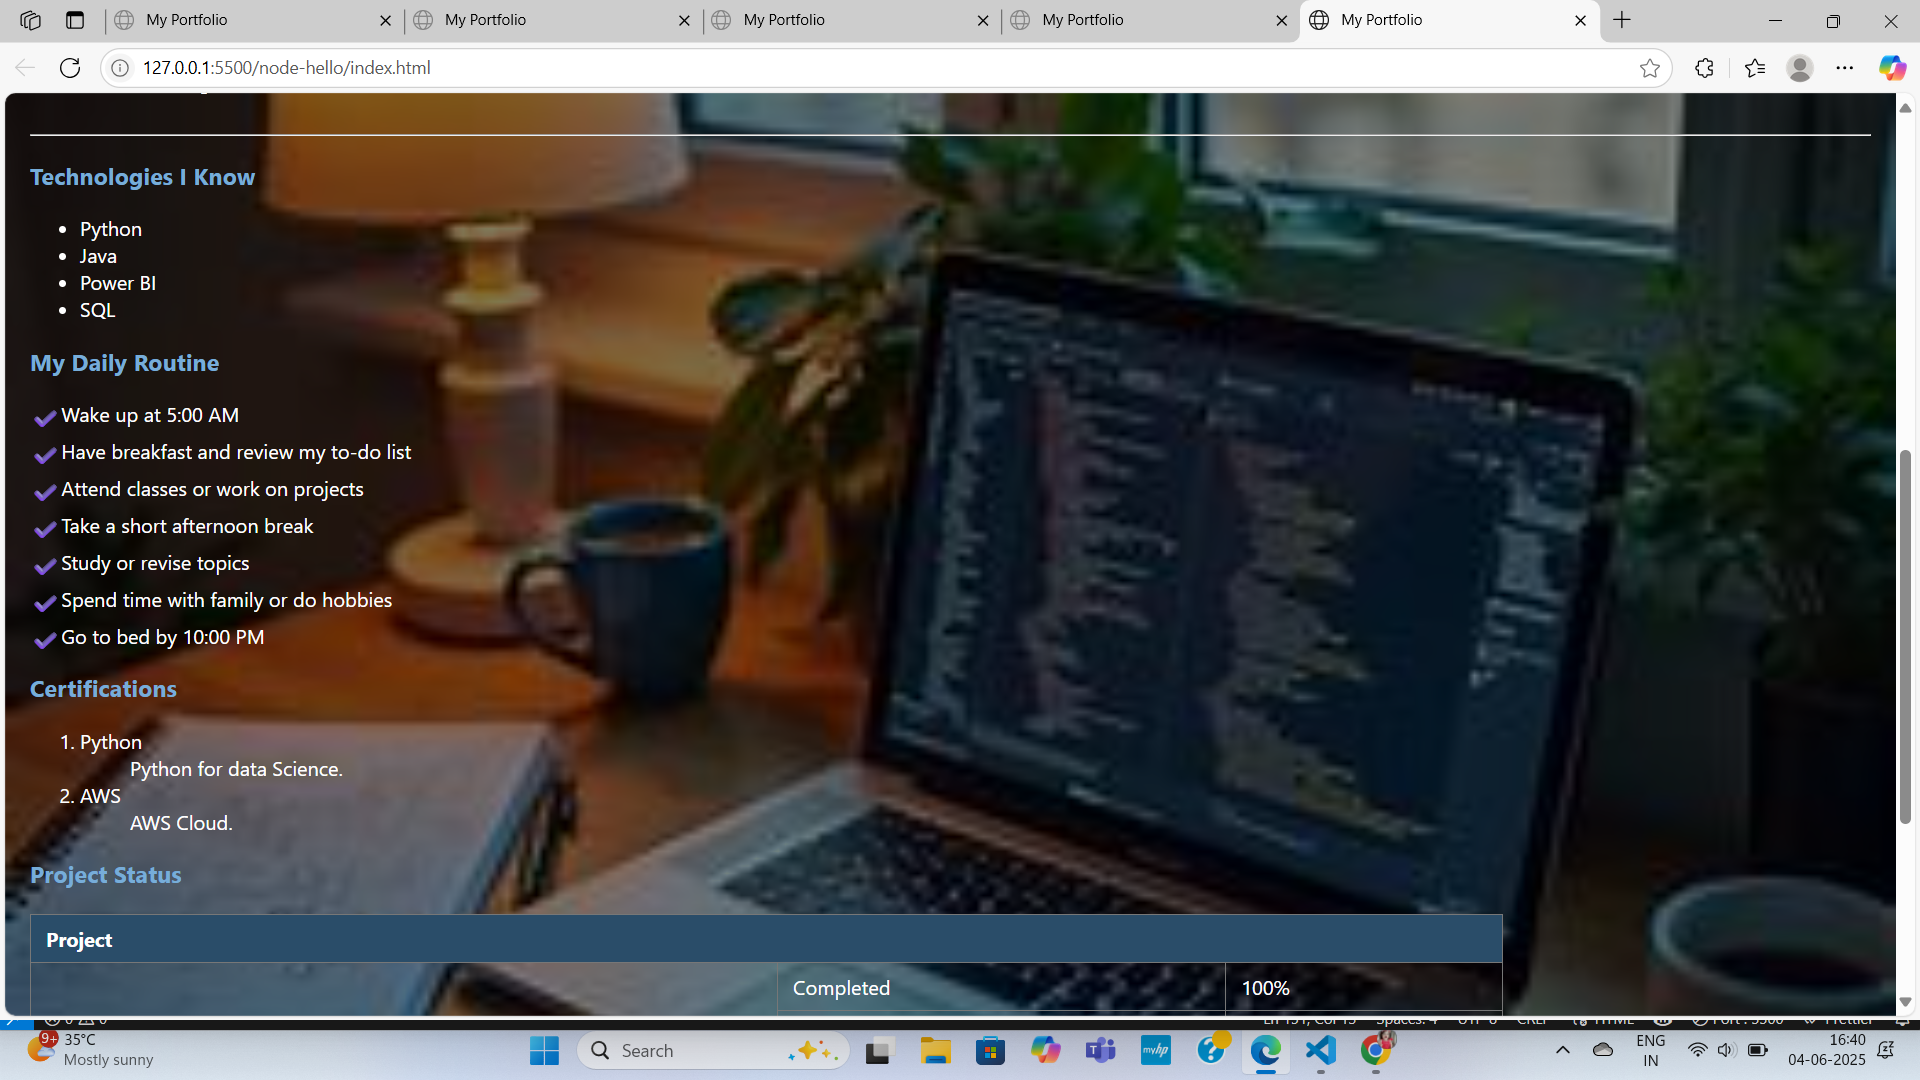 My Portfolio
My Portfolio
My Portfolio
My Portfolio
My Portfolio
127.0.0.1:5500/node-hello/index.html
Technologies I Know
Python
Java
Power BI
SQL
My Daily Routine
Wake up at 5:00 AM
Have breakfast and review my to-do list
Attend classes or work on projects
Take a short afternoon break
Study or revise topics
Spend time with family or do hobbies
Go to bed by 10:00 PM
Certifications
1. Python
Python for data Science.
2. AWS
AWS Cloud.
Project Status
Project
Completed 100%
9+
35°C
Mostly sunny
Search
myhp
ENG
IN
16:40
04-06-2025